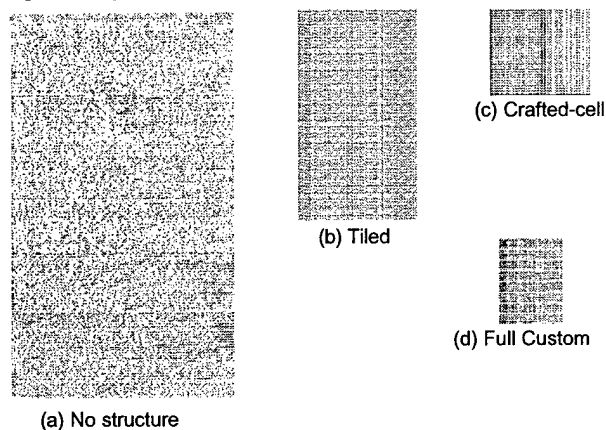 (c) Crafted-cell
(b) Tiled
(d) Full Custom
(a) No structure